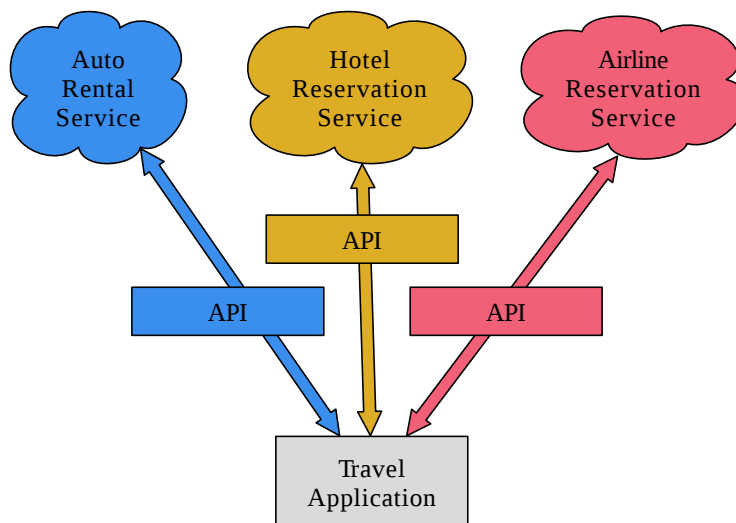 Auto
Rental
Service
Hotel
Reservation
Service
Airline
Reservation
Service
API
API
API
Travel
Application